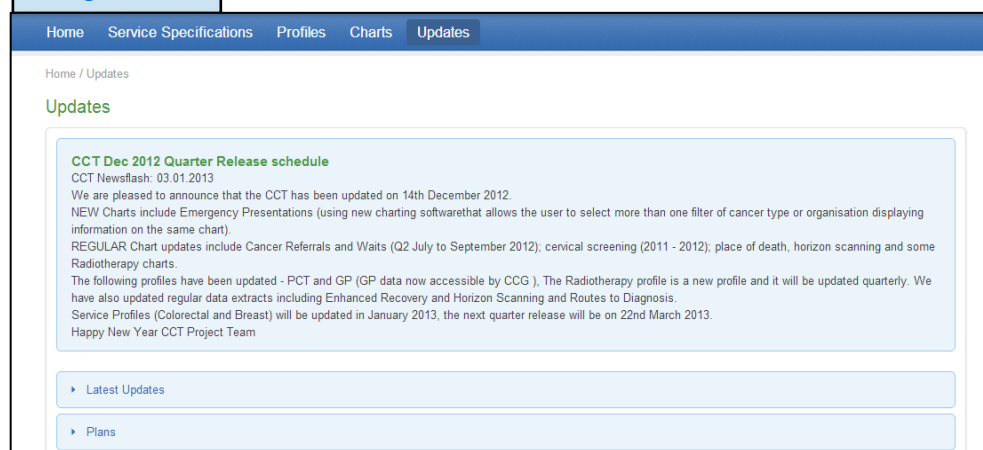 Home Service Specifications Profiles Charts Updates
Home / Updates
Updates
CCT Dec 2012 Quarter Release schedule
CCT Newsflash: 03.01.2013
We are pleased to announce that the CCT has been updated on 14th December 2012.
NEW Charts include Emergency Presentations (using new charting softwarethat allows the user to select more than one filter of cancer type or organisation displaying
information on the same chart).
REGULAR Chart updates include Cancer Referrals and Waits (Q2 July to September 2012); cervical screening (2011 - 2012); place of death, horizon scanning and some
Radiotherapy charts.
The following profiles have been updated - PCT and GP (GP data now accessible by CCG ), The Radiotherapy profile is a new profile and it will be updated quarterly. We
have also updated regular data extracts including Enhanced Recovery and Horizon Scanning and Routes to Diagnosis.
Service Profiles (Colorectal and Breast) will be updated in January 2013, the next quarter release will be on 22nd March 2013.
Happy New Year CCT Project Team
Latest Updates
Plans